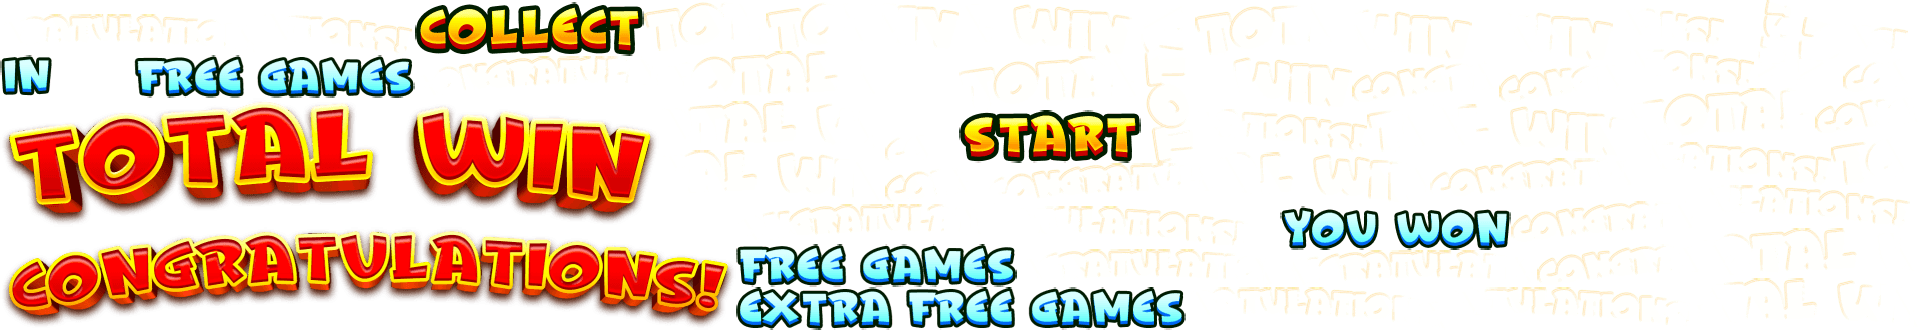 COLLECT
IN FREE GAMES
TOTAL WIN
START
YOU WON
CONGRATULATIONS!
FREE GAMES
EXTRA FREE GAMES